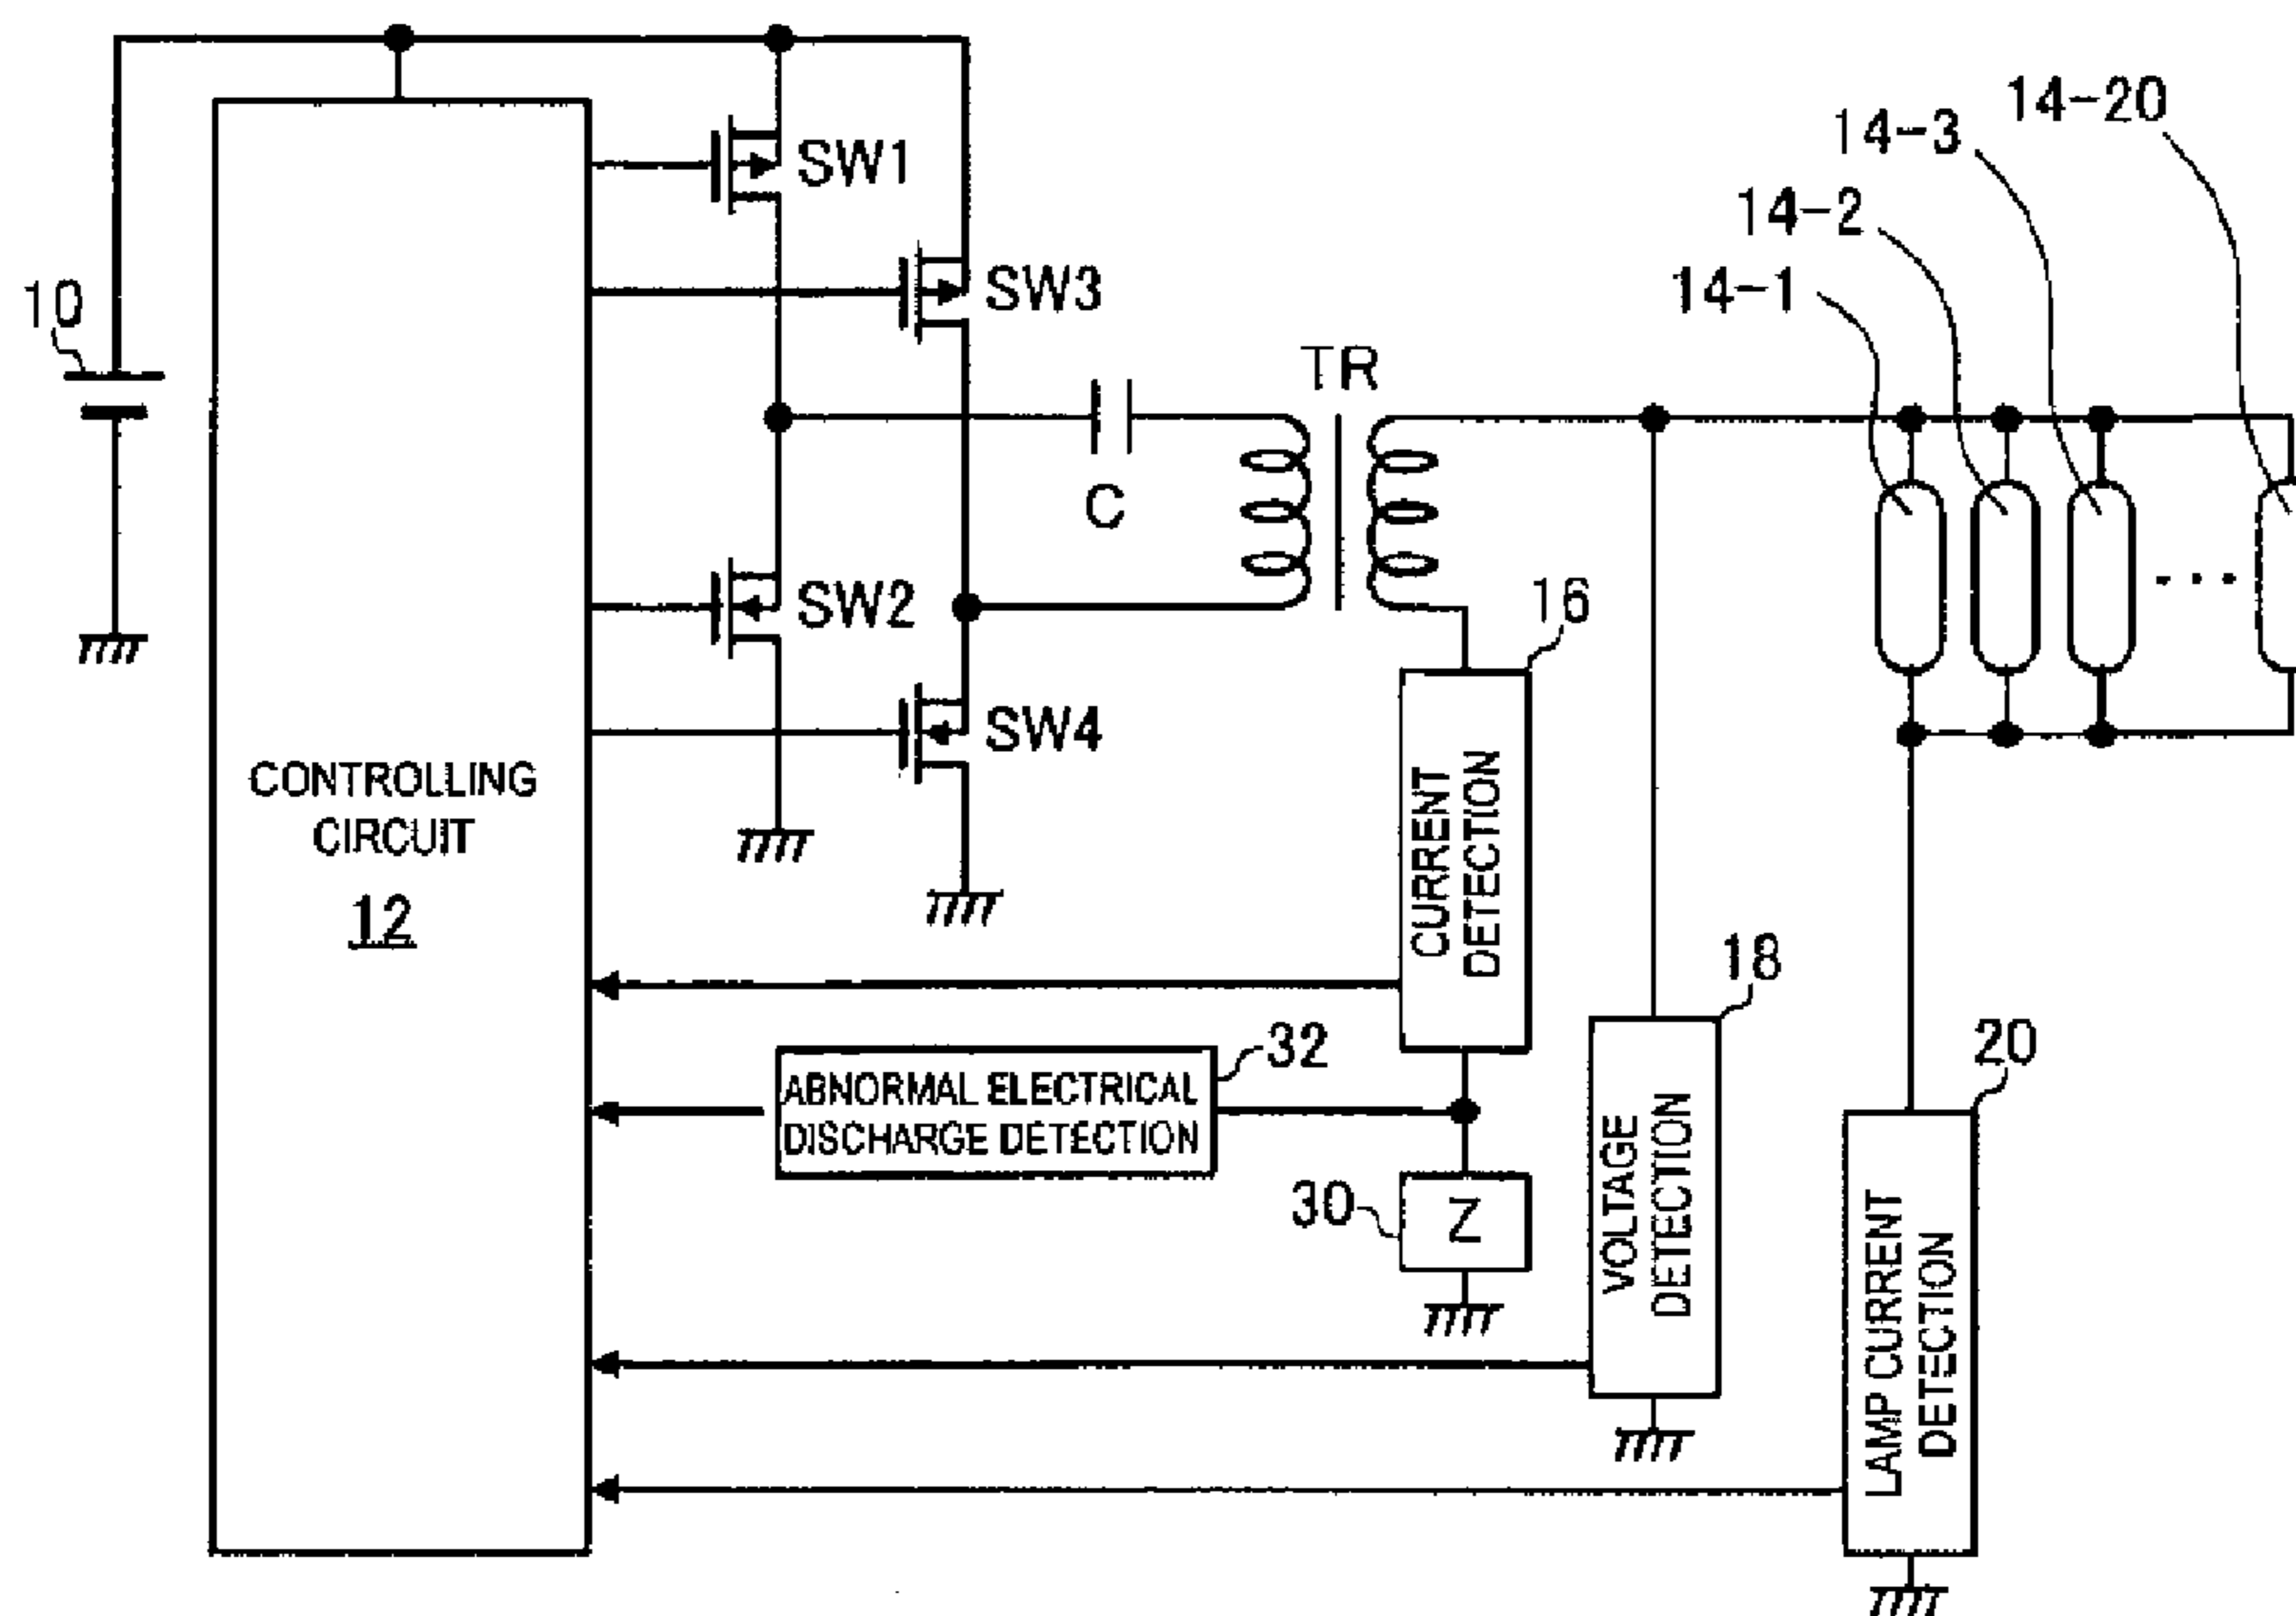 14-20
14-3
14-2
14-1
SW1
SW3
10
TR
C
SW2
16
SW4
CONTROLLING
CIRCUIT
12
CURRENT
DETECTION
18
32
ABNORMAL ELECTRICAL
DISCHARGE DETECTION
20
30
Z
VOLTAGE
DETECTION
LAMP CURRENT
DETECTION